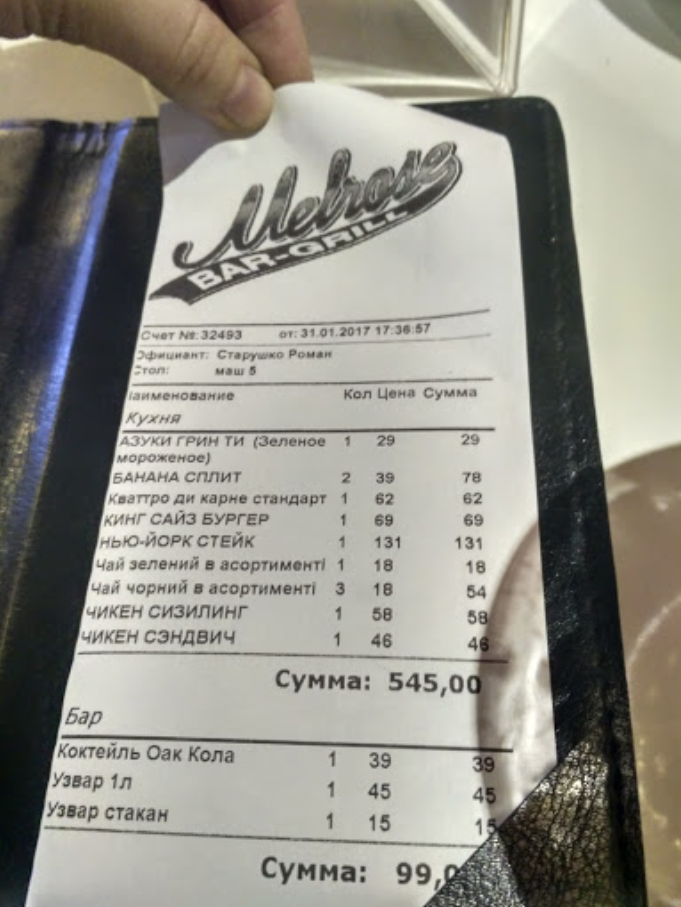 Melrose
BAR-GRILL
Счет №: 32493 от: 31.01.2017 17:36:57
Официант: Старушко Роман
Стол: маш 5
Наименование Кол Цена Сумма
Кухня
АЗУКИ ГРИН ТИ (Зеленое 1 29 29
мороженое)
БАНАНА СПЛИТ 2 39 78
Кваттро ди карне стандарт 1 62 62
КИНГ САЙЗ БУРГЕР 1 69 69
НЬЮ-ЙОРК СТЕЙК 1 131 131
Чай зелений в асортименті 1 18 18
Чай чорний в асортименті 3 18 54
ЧИКЕН СИЗИЛИНГ 1 58 58
ЧИКЕН СЭНДВИЧ 1 46 46
Сумма: 545,00
Бар
Коктейль Оак Кола 1 39 39
Узвар 1л 1 45 45
Узвар стакан 1 15 15
Сумма: 99,0